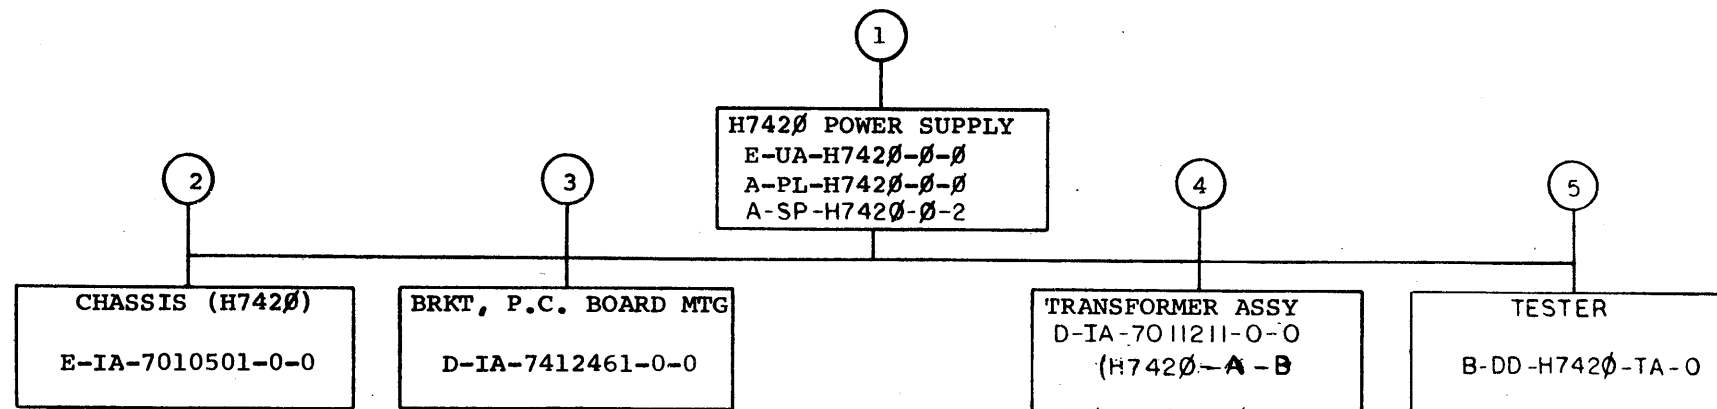 1
H742Ø POWER SUPPLY
E-UA-H742Ø-Ø-Ø
A-PL-H742Ø-Ø-Ø
A-SP-H742Ø-Ø-2
2
3
4
5
CHASSIS (H742Ø)
E-IA-7010501-0-0
BRKT, P.C. BOARD MTG
D-IA-7412461-0-0
TRANSFORMER ASSY
D-IA-7011211-0-0
(H742Ø-A-B
TESTER
B-DD-H742Ø-TA-0